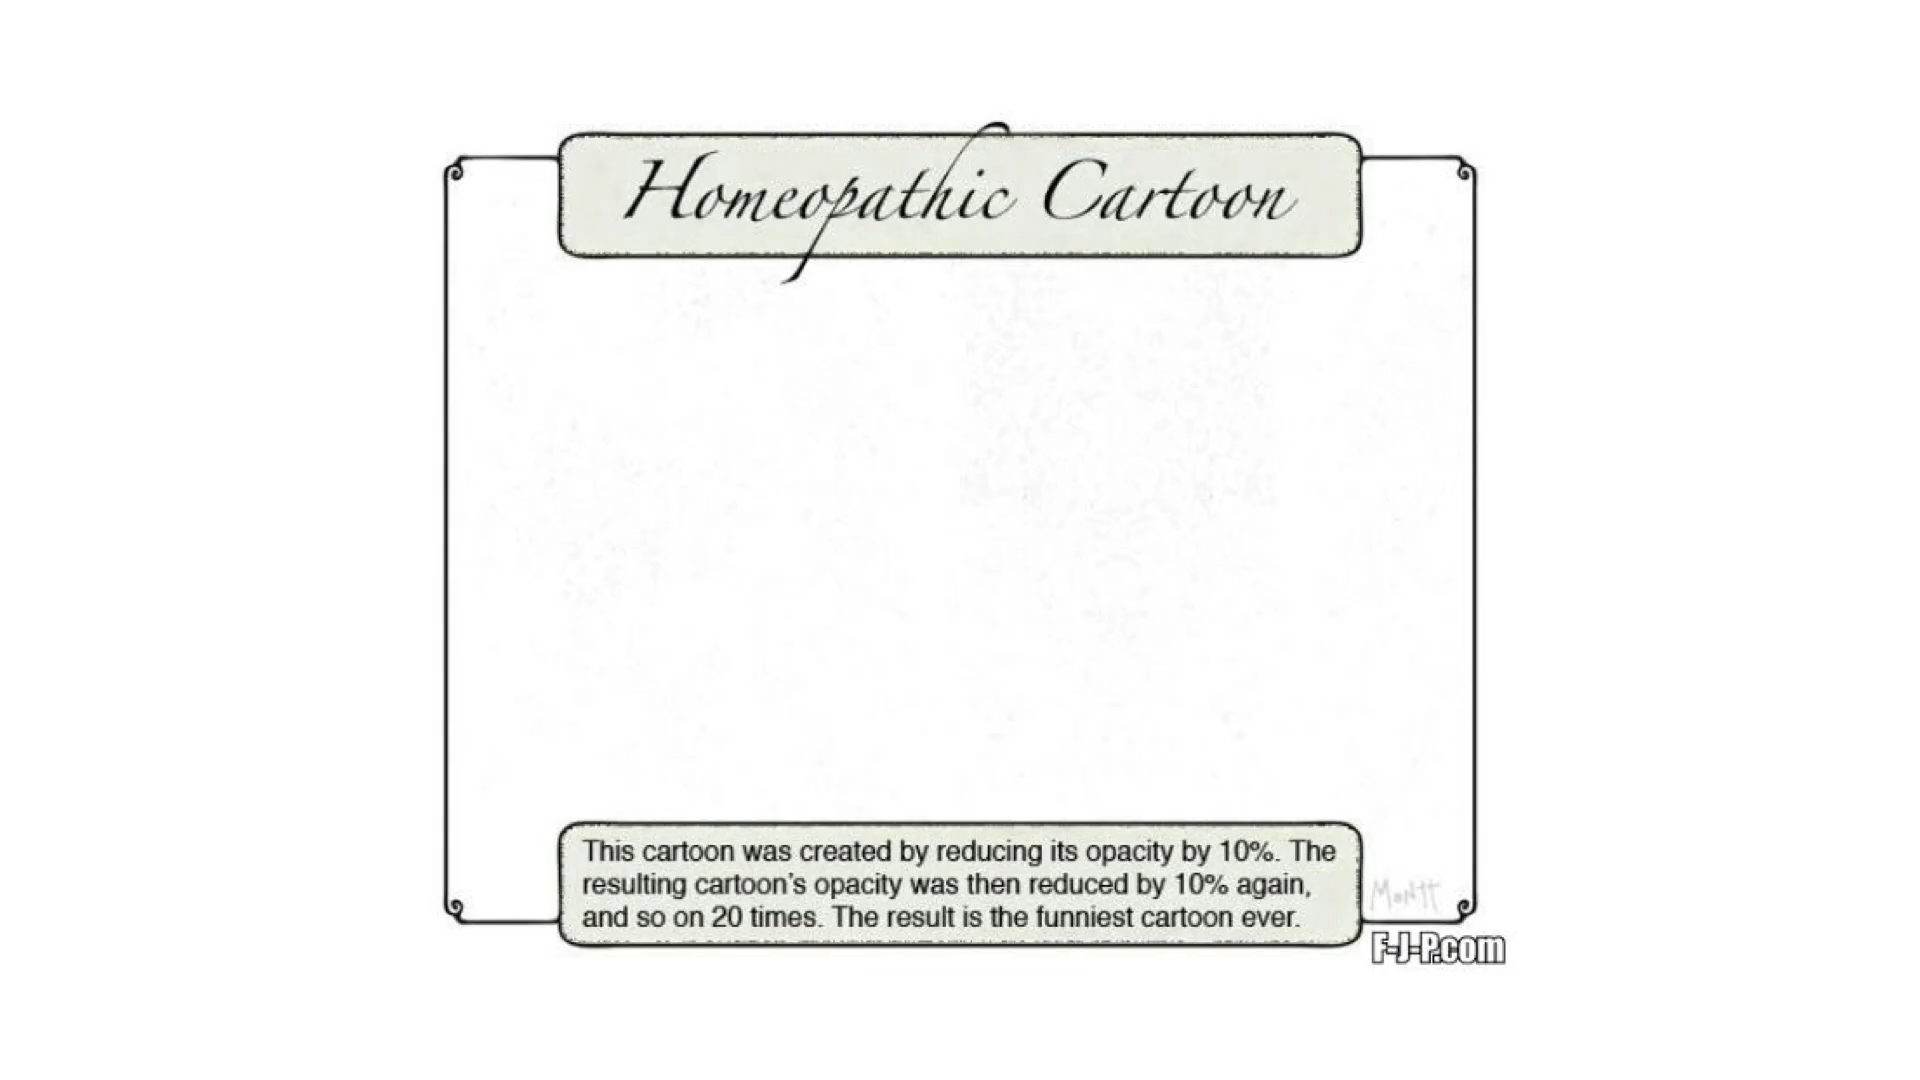 Homeopathic Cartoon
This cartoon was created by reducing its opacity by 10%. The
resulting cartoon's opacity was then reduced by 10% again,
and so on 20 times. The result is the funniest cartoon ever.
MONTT
F-J-P.com